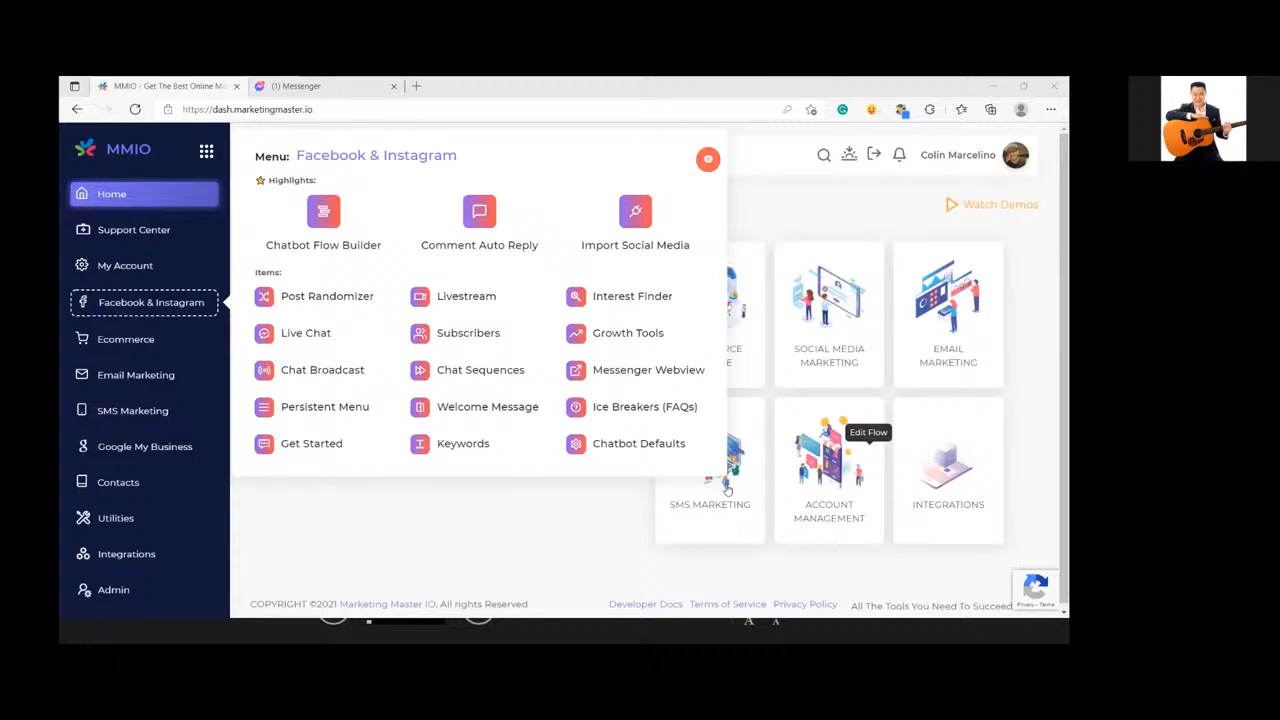 MMIO - Get The Best Online Ma
(1) Messenger
https://dash.marketingmaster.io
MMIO
Home
Support Center
My Account
Facebook & Instagram
Ecommerce
Email Marketing
SMS Marketing
Google My Business
Contacts
Utilities
Integrations
Admin
Menu: Facebook & Instagram
Highlights:
Chatbot Flow Builder
Comment Auto Reply
Import Social Media
Items:
Post Randomizer
Livestream
Interest Finder
Live Chat
Subscribers
Growth Tools
Chat Broadcast
Chat Sequences
Messenger Webview
Persistent Menu
Welcome Message
Ice Breakers (FAQs)
Get Started
Keywords
Chatbot Defaults
Colin Marcelino
Watch Demos
RCE
E
SOCIAL MEDIA
MARKETING
EMAIL
MARKETING
Edit Flow
SMS MARKETING
ACCOUNT
MANAGEMENT
INTEGRATIONS
COPYRIGHT ©2021 Marketing Master IO, All rights Reserved
Developer Docs
Terms of Service
Privacy Policy
All The Tools You Need To Succeed
Privacy - Terms
A A